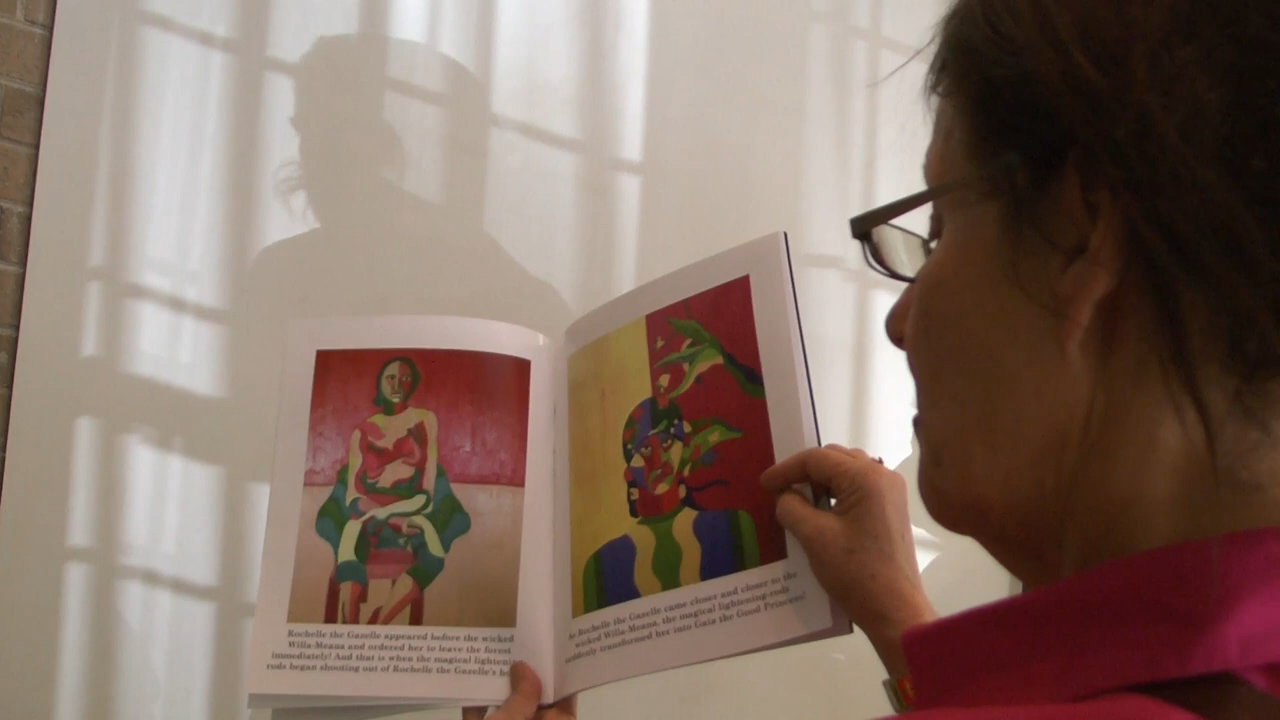 Rochelle the Gazelle appeared before the wicked
Willa-Meana and ordered her to leave the forest
immediately! And that is when the magical lightening
rods began shooting out of Rochelle the Gazelle's
As Rochelle the Gazelle came closer and closer to the
wicked Willa-Meana, the magical lightening-rods
suddenly transformed her into Gaia the Good Princess!